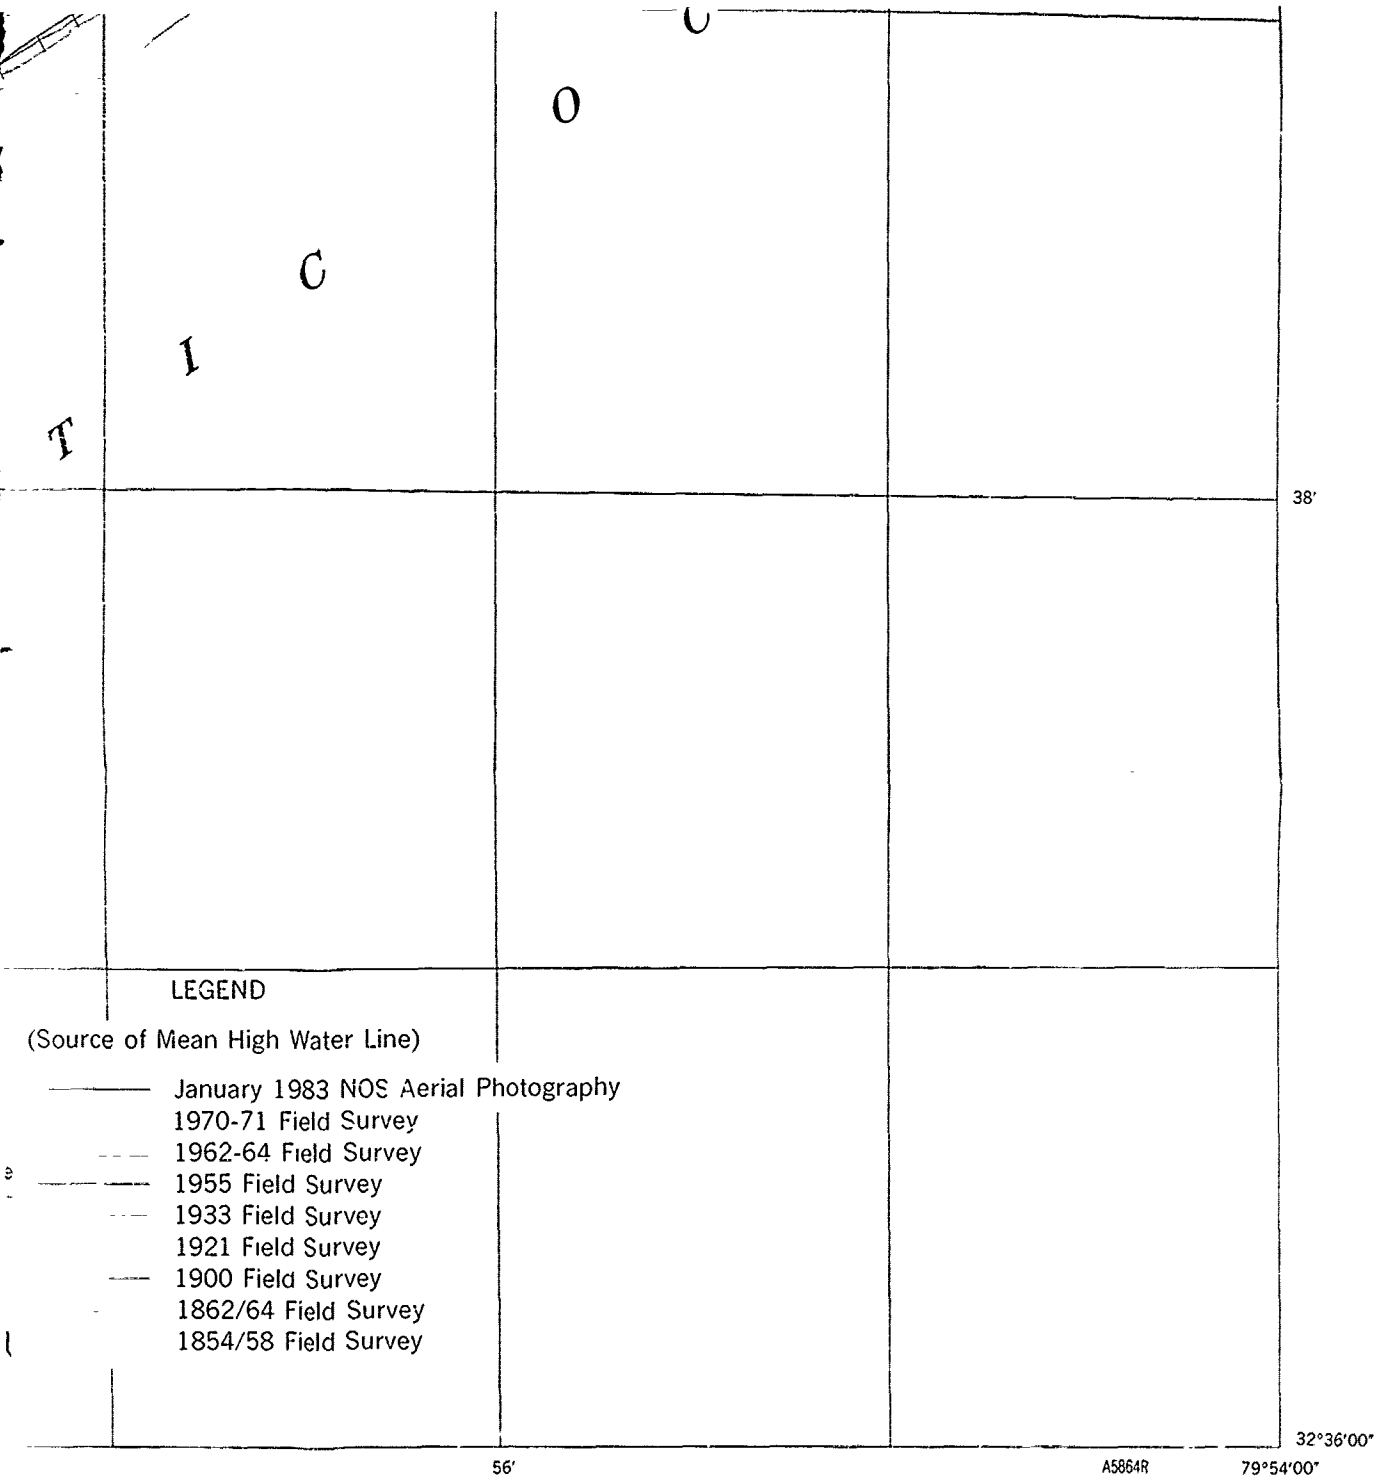 O
C
I
T
38'
LEGEND
(Source of Mean High Water Line)
January 1983 NOS Aerial Photography
1970-71 Field Survey
1962-64 Field Survey
1955 Field Survey
1933 Field Survey
1921 Field Survey
1900 Field Survey
1862/64 Field Survey
1854/58 Field Survey
32°36'00"
56'
A5864R
79°54'00"